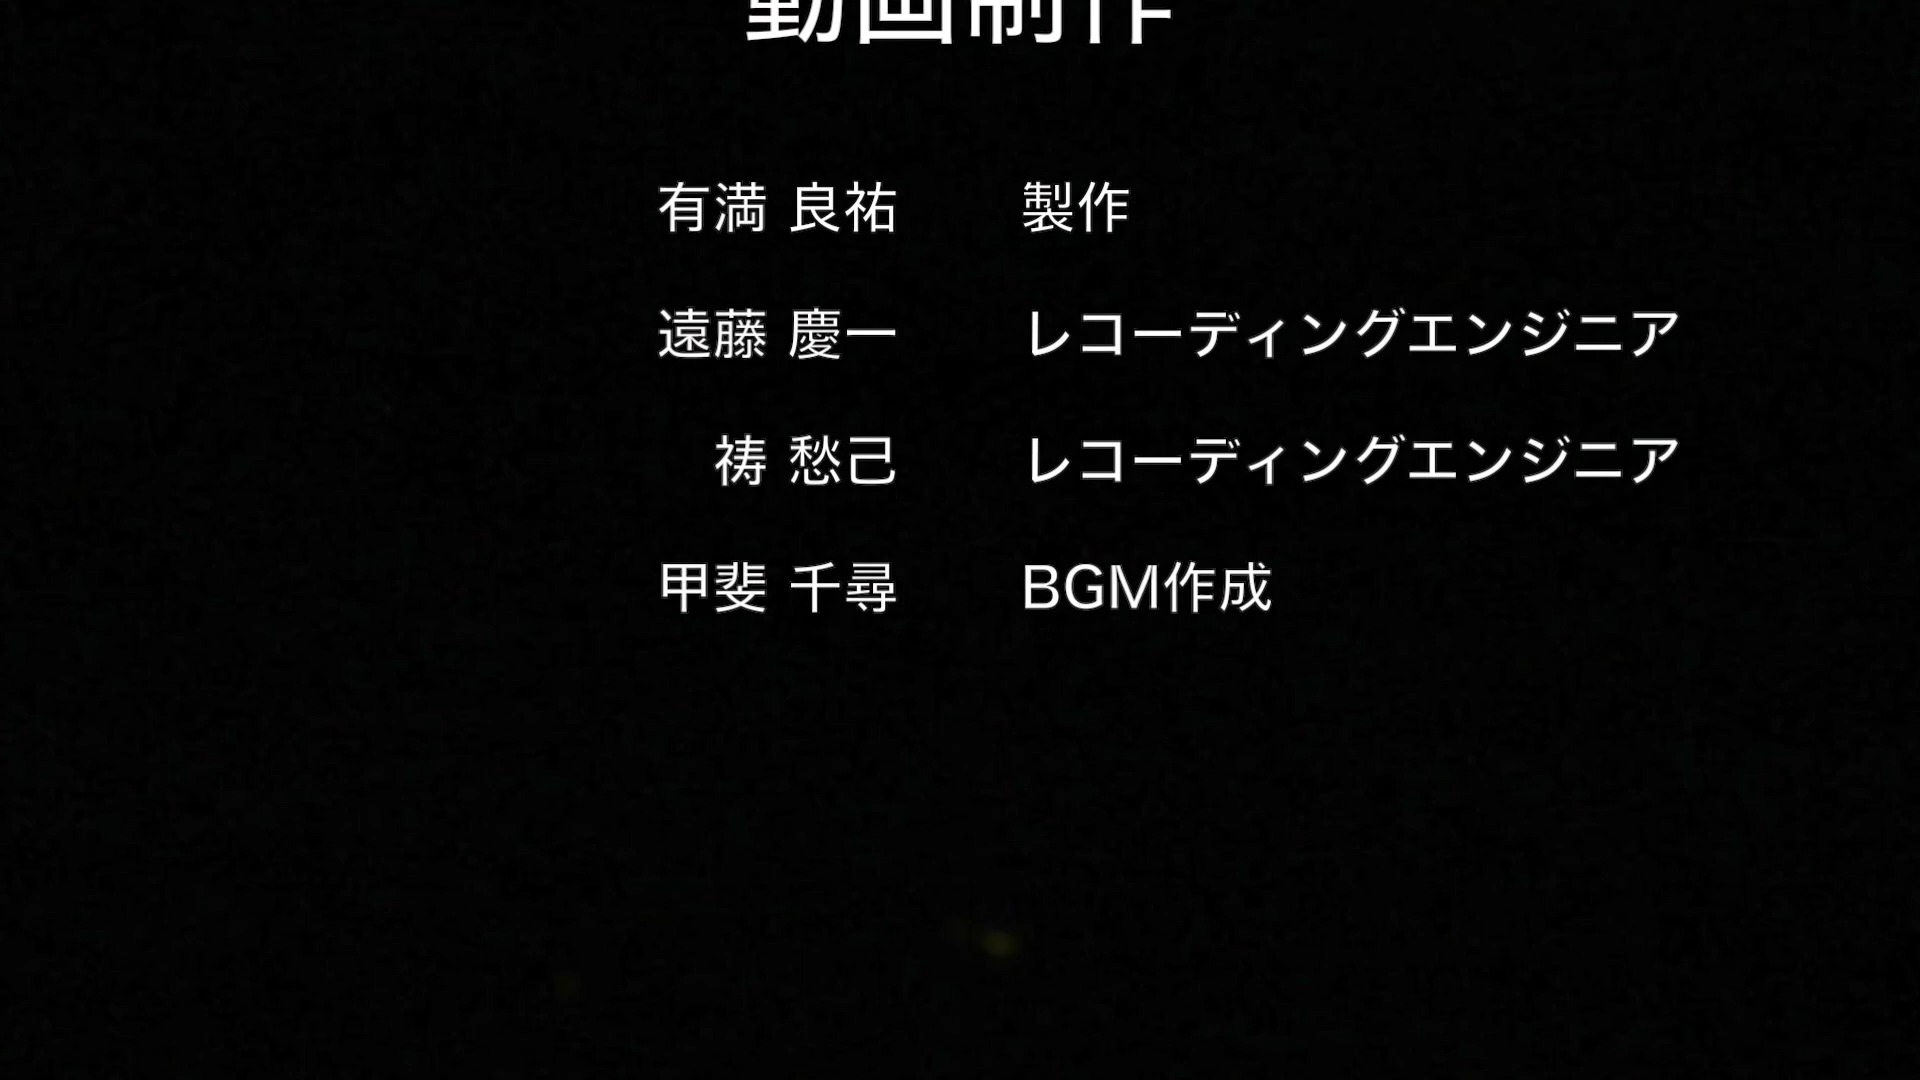 動画制作
有満 良祐 製作
遠藤 慶一 レコーディングエンジニア
祷 愁己 レコーディングエンジニア
甲斐 千尋 BGM作成